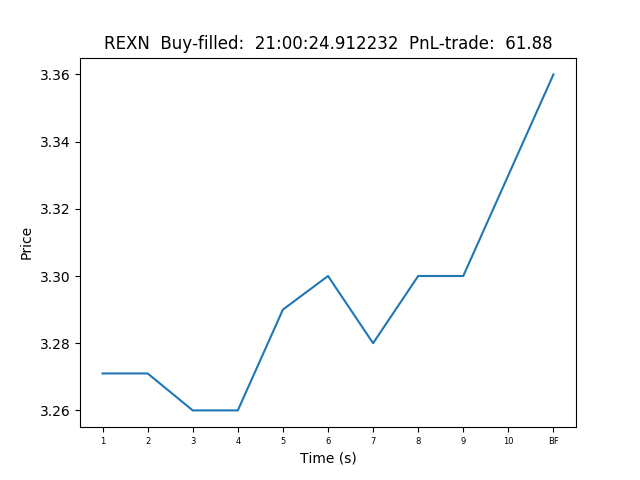 REXN  Buy-filled:  21:00:24.912232  PnL-trade:  61.88
3.36
3.34
3.32
3.30
3.28
3.26
Price
1 2 3 4 5 6 7 8 9 10 BF
Time (s)